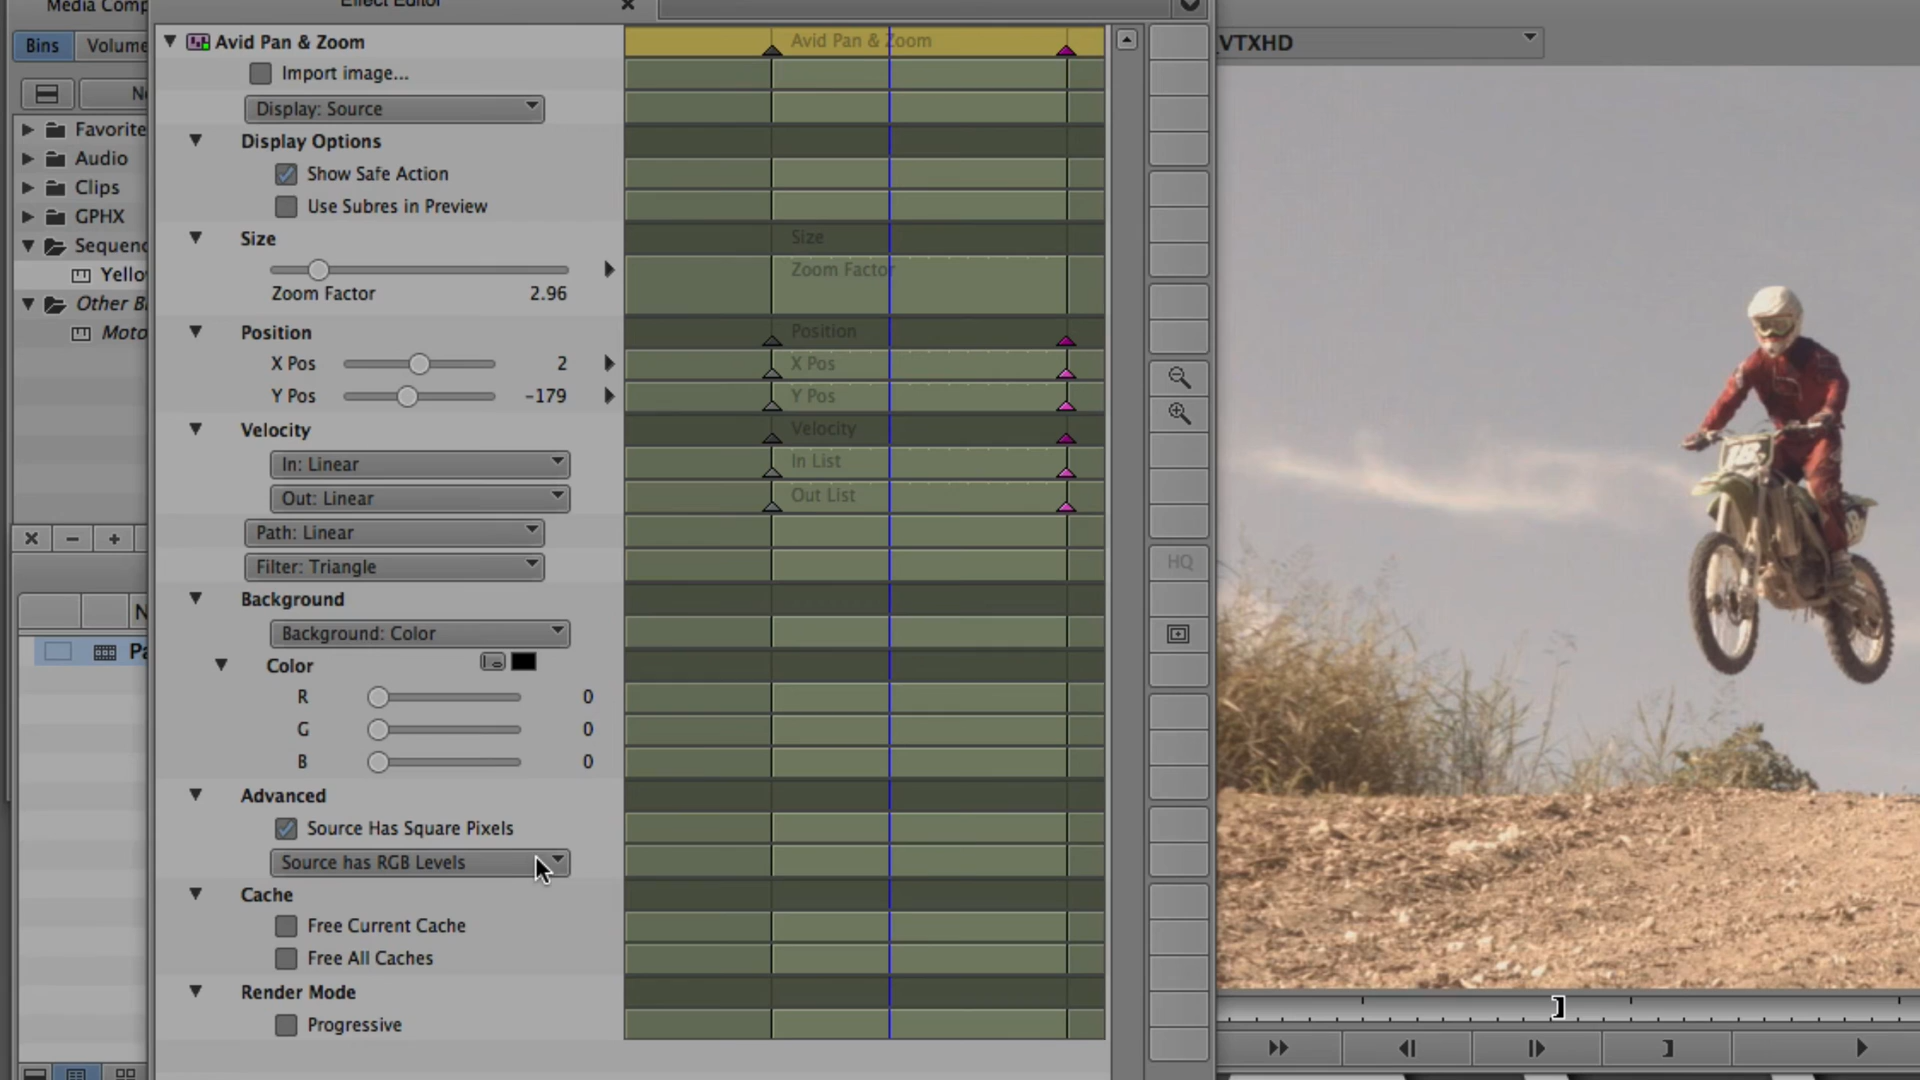 Media Comp
Effect Editor
Bins
Volume
Favorite
Audio
Clips
GPHX
Sequenc
Yello
Other B
Moto
Avid Pan & Zoom
Import image...
Display: Source
Display Options
Show Safe Action
Use Subres in Preview
Size
Zoom Factor 2.96
Position
X Pos 2
Y Pos -179
Velocity
In: Linear
Out: Linear
Path: Linear
Filter: Triangle
Background
Background: Color
Color
R 0
G 0
B 0
Advanced
Source Has Square Pixels
Source has RGB Levels
Cache
Free Current Cache
Free All Caches
Render Mode
Progressive
Avid Pan & Zoom
Size
Zoom Factor
Position
X Pos
Y Pos
Velocity
In List
Out List
HQ
VTXHD